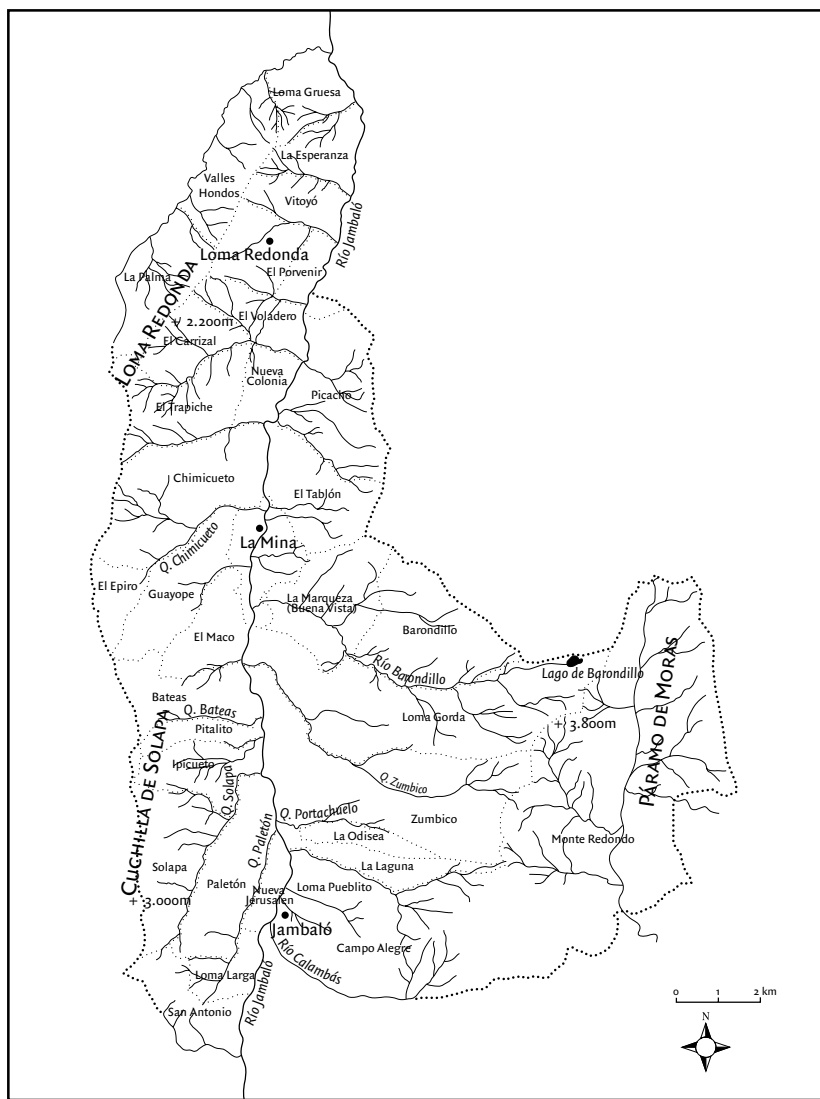 Loma Gruesa
La Esperanza
Valles
Hondos
Vitoyó
Río Jambaló
Loma Redonda
El Porvenir
La Palma
Loma Redonda
El Voladero
+/ 2.200m
El Carrizal
Nueva
Colonia
Picacho
El Trapiche
Chimicueto
El Tablón
La Mina
Q. Chimicueto
El Epiro
Guayope
La Marqueza
(Buena Vista)
Barondillo
El Maco
Río Barondillo
Lago de Barondillo
Páramo de Moras
Bateas
Q. Bateas
Loma Gorda
+/ 3.800m
Pitalito
Cuchilla de Solapa
Ipicueto
Q. Solapa
Q. Zumbico
Q. Portachuelo
Zumbico
La Odisea
Monte Redondo
Q. Paletón
La Laguna
Solapa
Paletón
Nueva
Jerusalen
Loma Pueblito
+ 3.000m
Jambaló
Campo Alegre
Río Calambás
Loma Larga
Río Jambaló
San Antonio
0 1 2 km
N